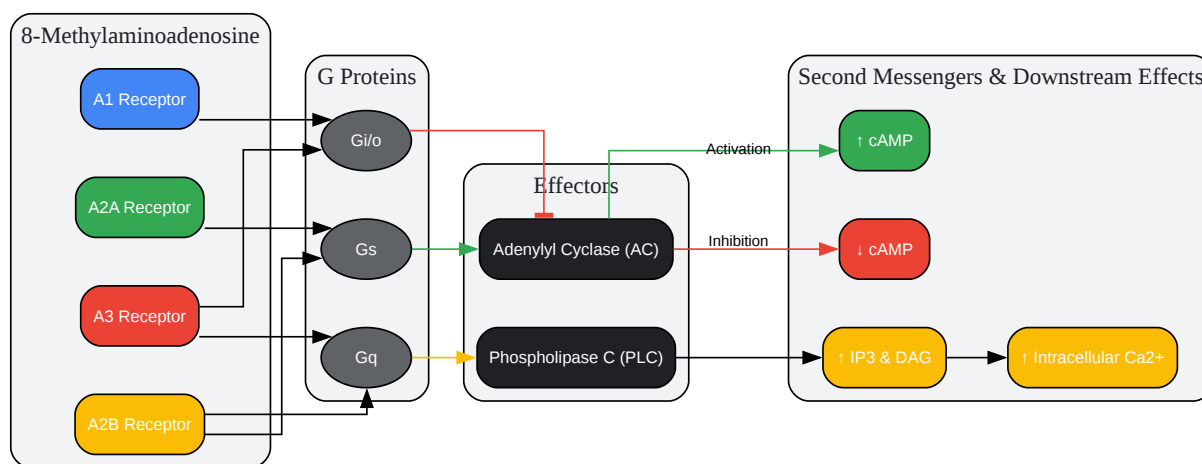 8-Methylaminoadenosine
A1 Receptor
A2A Receptor
A3 Receptor
A2B Receptor
G Proteins
Gi/o
Gs
Gq
Effectors
Adenylyl Cyclase (AC)
Phospholipase C (PLC)
Activation
Inhibition
Second Messengers & Downstream Effects
↑ cAMP
↓ cAMP
↑ IP3 & DAG
↑ Intracellular Ca2+